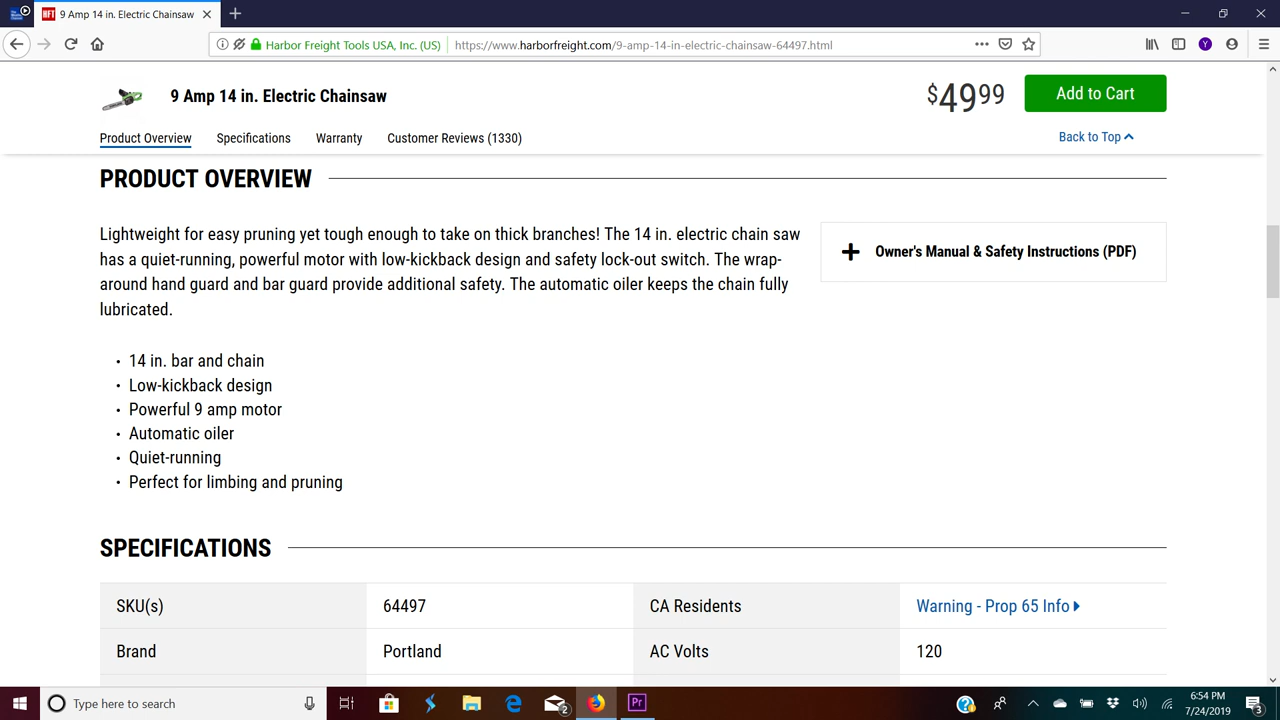 HFT 9 Amp 14 in. Electric Chainsaw
Harbor Freight Tools USA, Inc. (US) https://www.harborfreight.com/9-amp-14-in-electric-chainsaw-64497.html
Y
9 Amp 14 in. Electric Chainsaw
$49.99
Add to Cart
Product Overview Specifications Warranty Customer Reviews (1330)
Back to Top
PRODUCT OVERVIEW
Lightweight for easy pruning yet tough enough to take on thick branches! The 14 in. electric chain saw
has a quiet-running, powerful motor with low-kickback design and safety lock-out switch. The wrap-
around hand guard and bar guard provide additional safety. The automatic oiler keeps the chain fully
lubricated.
+ Owner's Manual & Safety Instructions (PDF)
• 14 in. bar and chain
• Low-kickback design
• Powerful 9 amp motor
• Automatic oiler
• Quiet-running
• Perfect for limbing and pruning
SPECIFICATIONS
SKU(s) 64497 CA Residents Warning - Prop 65 Info
Brand Portland AC Volts 120
Type here to search
2
Pr
6:54 PM
7/24/2019
3